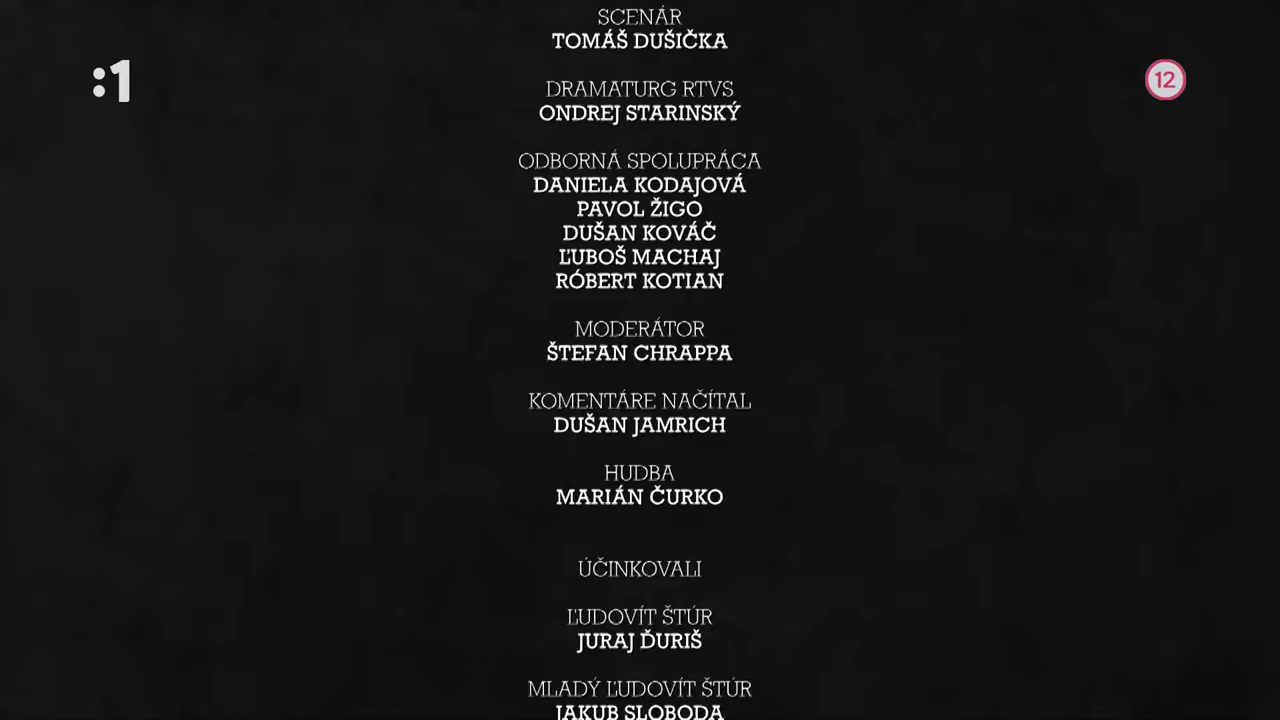 SCENÁR
TOMÁŠ DUŠIČKA
:1
12
DRAMATURG RTVS
ONDREJ STARINSKÝ
ODBORNÁ SPOLUPRÁCA
DANIELA KODAJOVÁ
PAVOL ŽIGO
DUŠAN KOVÁČ
ĽUBOŠ MACHAJ
RÓBERT KOTIAN
MODERÁTOR
ŠTEFAN CHRAPPA
KOMENTÁRE NAČÍTAL
DUŠAN JAMRICH
HUDBA
MARIÁN ČURKO
ÚČINKOVALI
ĽUDOVÍT ŠTÚR
JURAJ ĎURIŠ
MLADÝ ĽUDOVÍT ŠTÚR
JAKUB SLOBODA